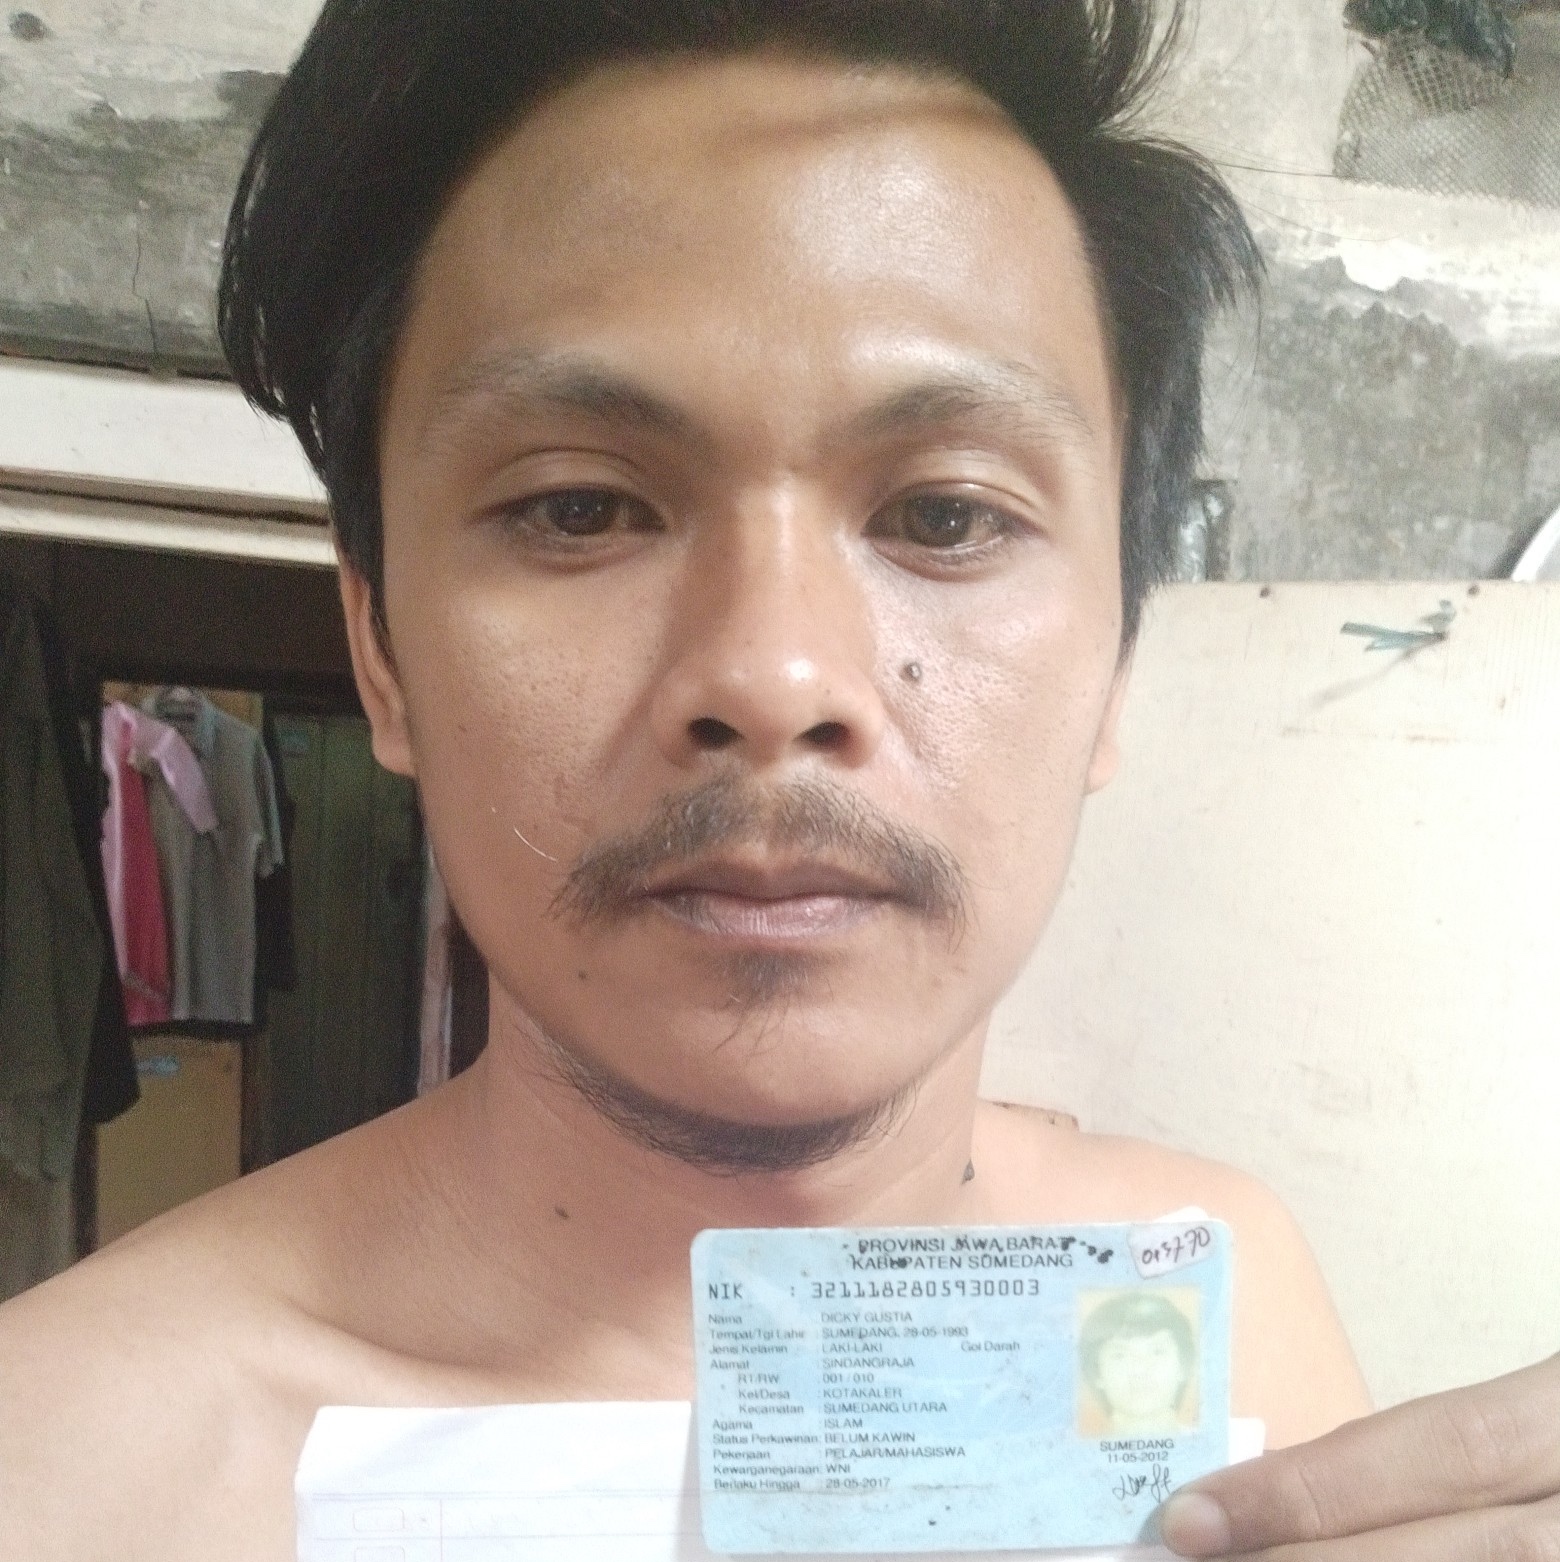 PROVINSI JAWA BARAT
KABUPATEN SUMEDANG
013770
NIK : 3211182805930003
Nama : DICKY GUSTIA
Tempat/Tgl Lahir : SUMEDANG, 28-05-1993
Jenis Kelamin : LAKI-LAKI Gol Darah
Alamat : SINDANGRAJA
RT/RW : 001 / 010
Kel/Desa : KOTAKALER
Kecamatan : SUMEDANG UTARA
Agama : ISLAM
Status Perkawinan: BELUM KAWIN
Pekerjaan : PELAJAR/MAHASISWA
Kewarganegaraan: WNI
Berlaku Hingga : 28-05-2017
SUMEDANG
11-05-2012